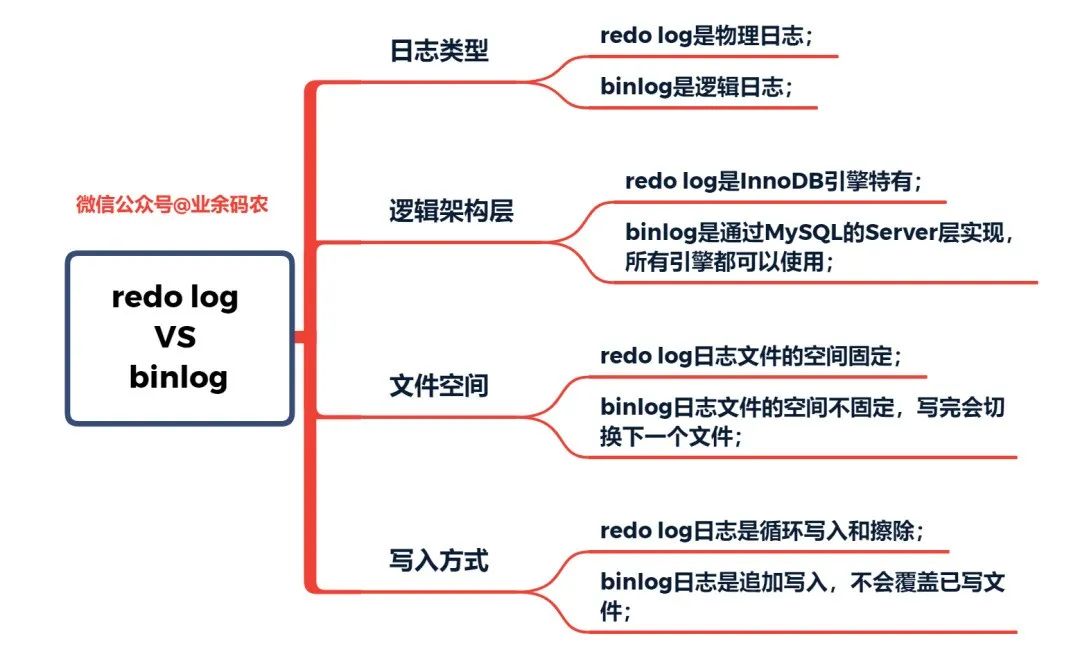 日志类型
redo log是物理日志；
binlog是逻辑日志；
微信公众号@业余码农
逻辑架构层
redo log是InnoDB引擎特有；
binlog是通过MySQL的Server层实现，
所有引擎都可以使用；
redo log
VS
binlog
文件空间
redo log日志文件的空间固定；
binlog日志文件的空间不固定，写完会切
换下一个文件；
写入方式
redo log日志是循环写入和擦除；
binlog日志是追加写入，不会覆盖已写文
件；